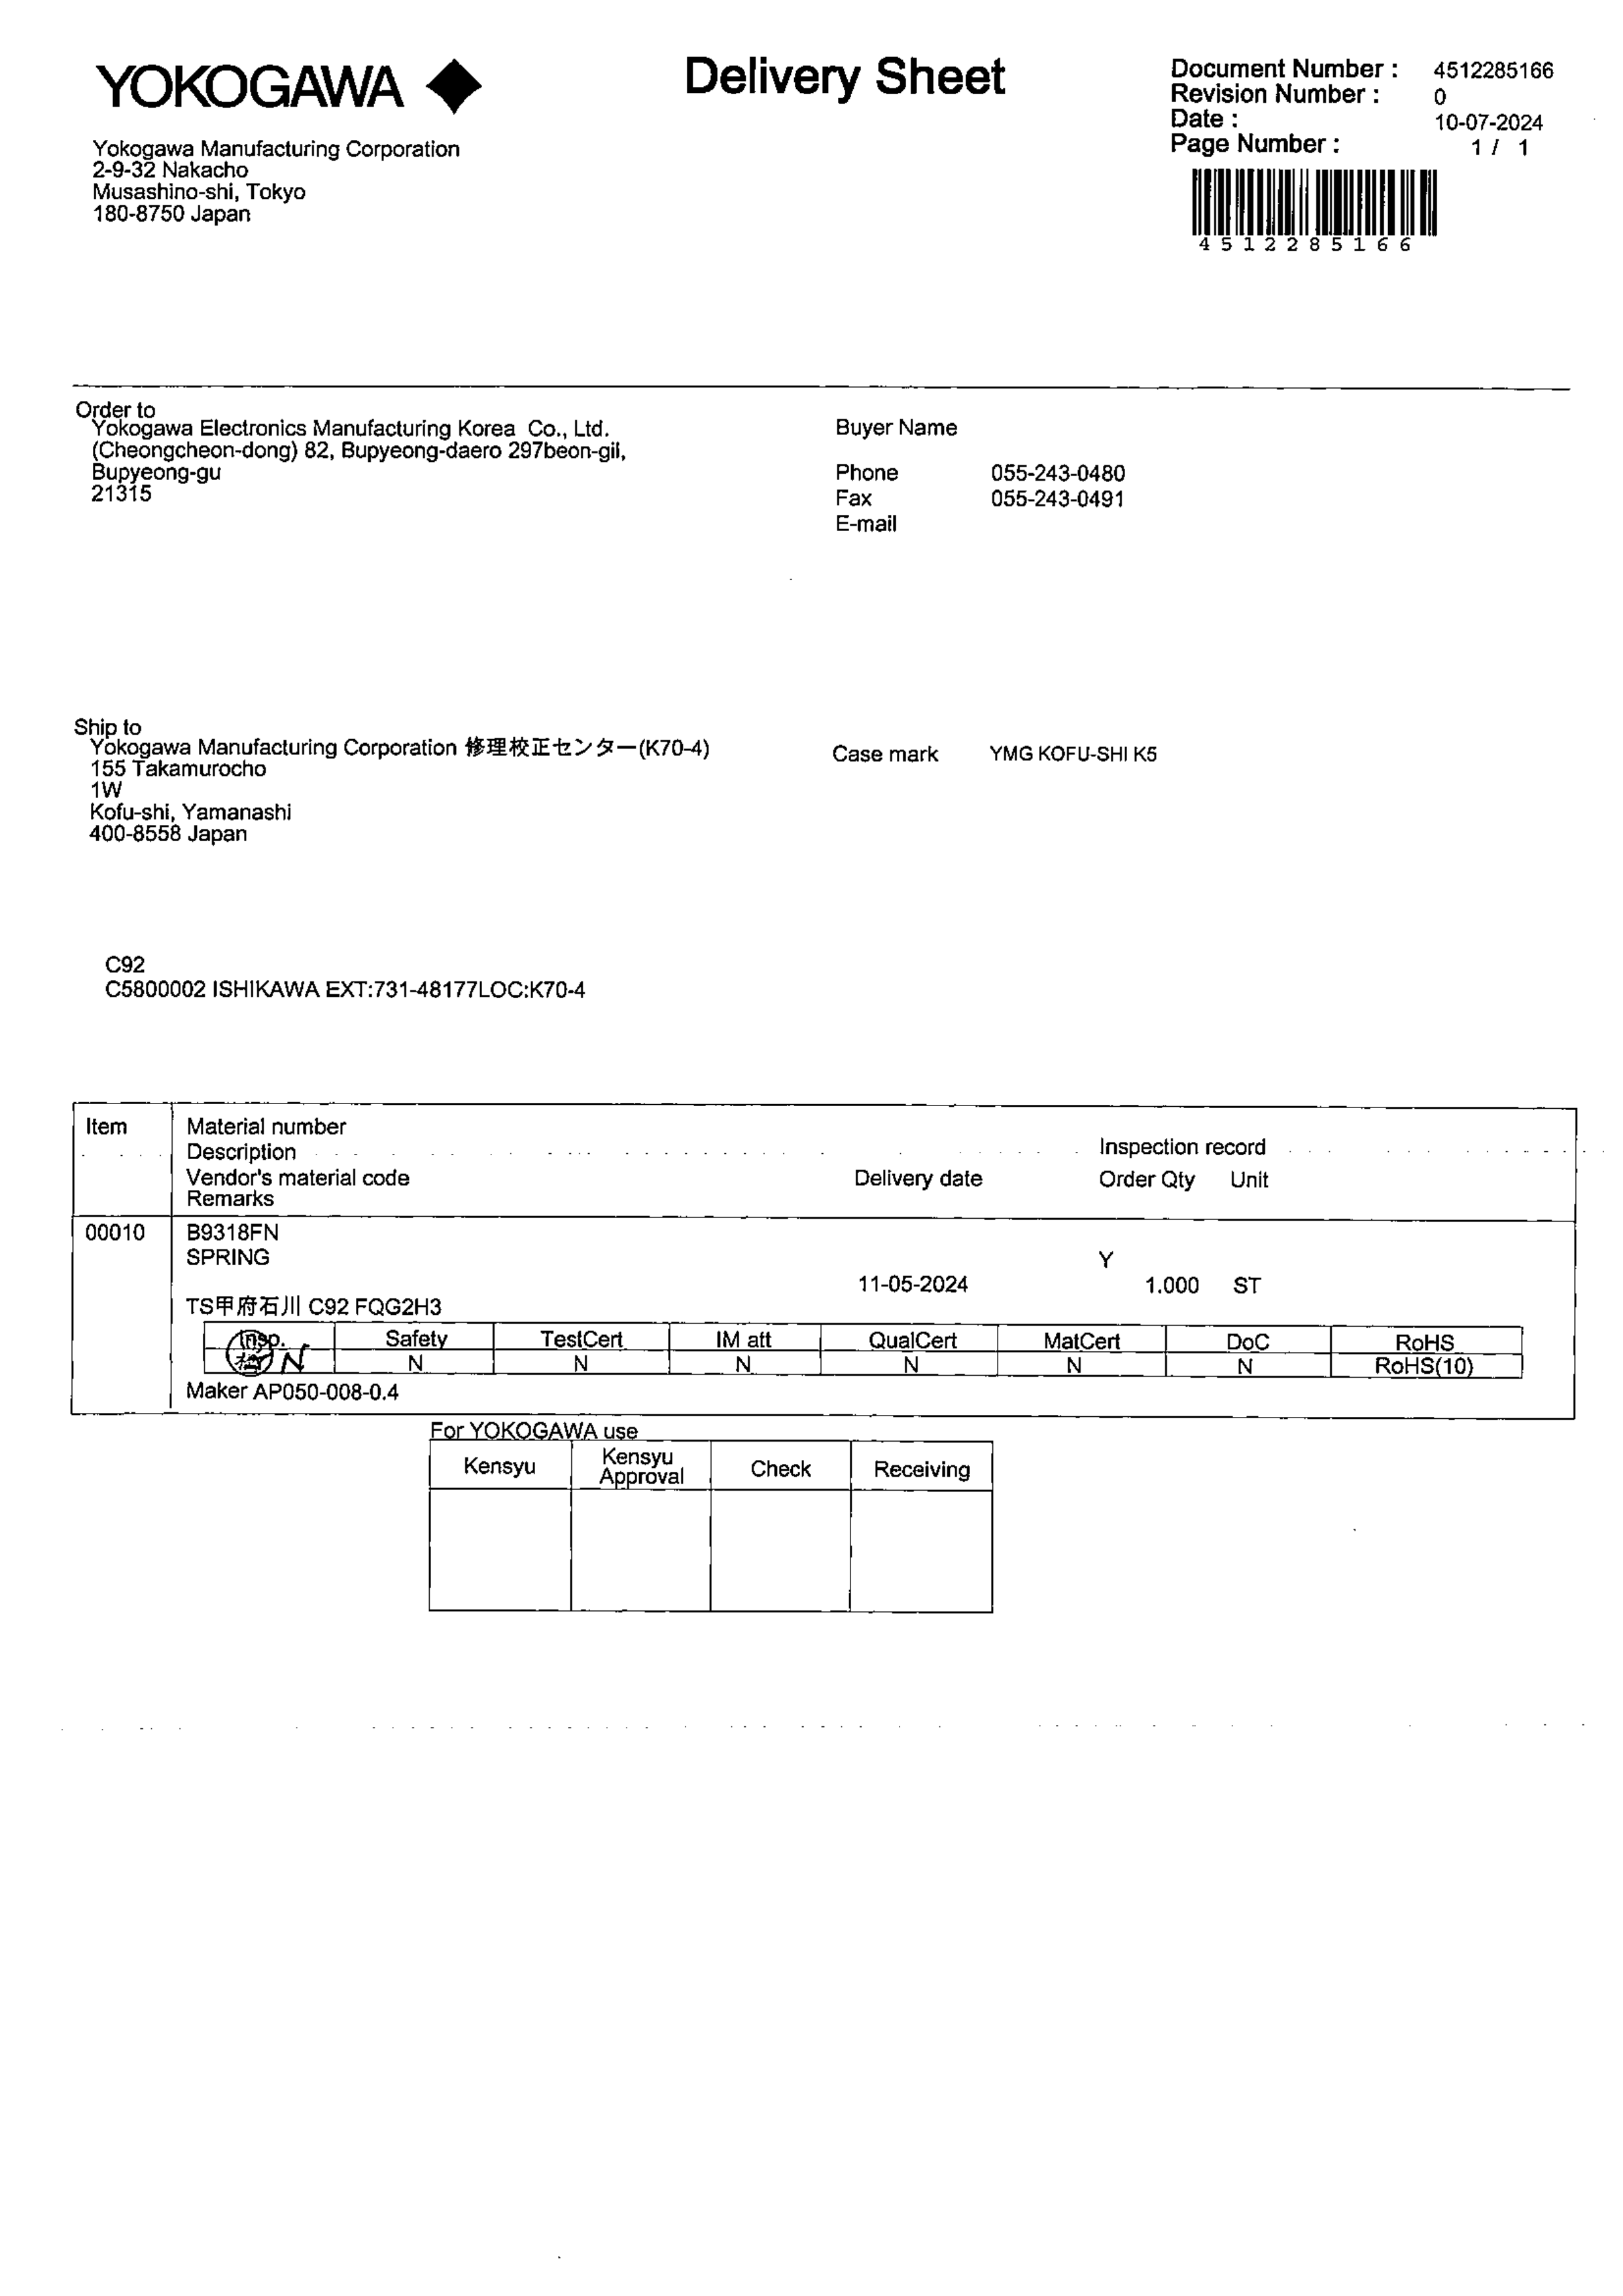 YOKOGAWA
Delivery Sheet
Document Number : 4512285166
Revision Number : 0
Date : 10-07-2024
Page Number : 1 / 1
4512285166
Yokogawa Manufacturing Corporation
2-9-32 Nakacho
Musashino-shi, Tokyo
180-8750 Japan
Order to
Yokogawa Electronics Manufacturing Korea Co., Ltd.
(Cheongcheon-dong) 82, Bupyeong-daero 297beon-gil,
Bupyeong-gu
21315
Buyer Name
Phone 055-243-0480
Fax 055-243-0491
E-mail
Ship to
Yokogawa Manufacturing Corporation 修理校正センター(K70-4)
155 Takamurocho
1W
Kofu-shi, Yamanashi
400-8558 Japan
Case mark YMG KOFU-SHI K5
C92
C5800002 ISHIKAWA EXT:731-48177LOC:K70-4
Item Material number
Description Inspection record
Vendor's material code Delivery date Order Qty Unit
Remarks
00010 B9318FN
SPRING Y
11-05-2024 1.000 ST
TS甲府石川 C92 FQG2H3
Insp. Safety TestCert IM att QualCert MatCert DoC RoHS
N N N N N N N RoHS(10)
Maker AP050-008-0.4
For YOKOGAWA use
Kensyu Kensyu Approval Check Receiving